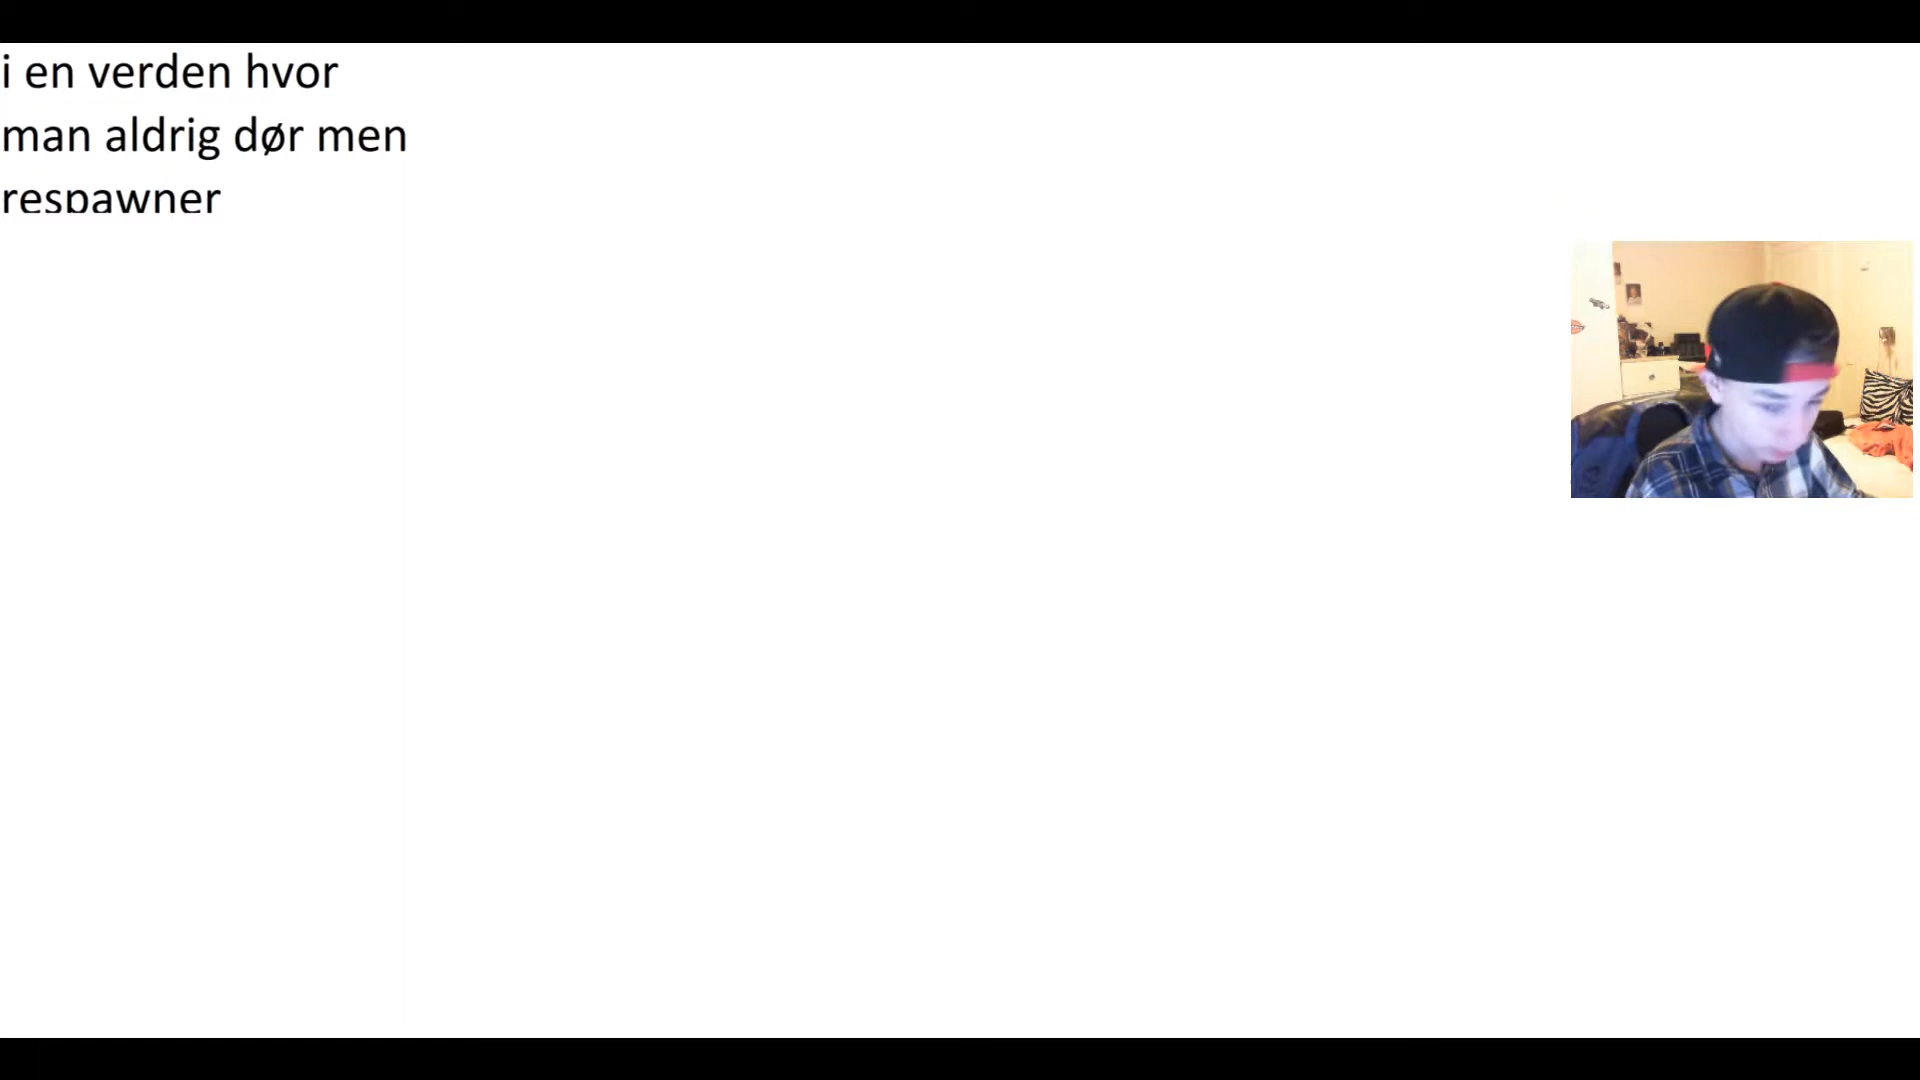 i en verden hvor
man aldrig dør men
respawner